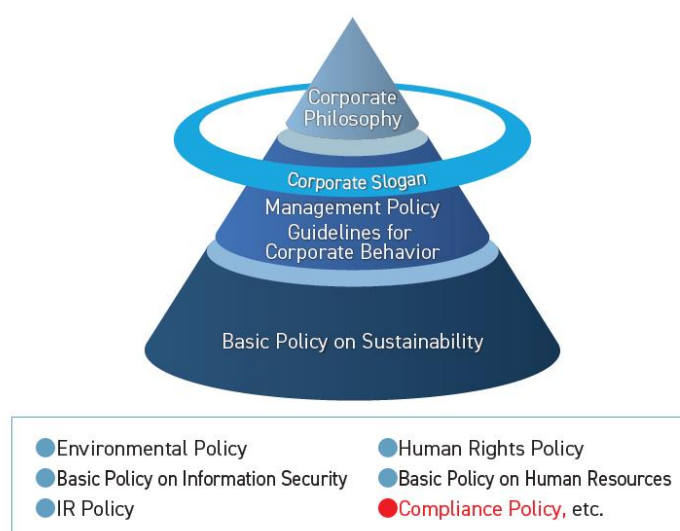 Corporate
Philosophy
Corporate Slogan
Management Policy
Guidelines for
Corporate Behavior
Basic Policy on Sustainability
Environmental Policy
Human Rights Policy
Basic Policy on Information Security
Basic Policy on Human Resources
IR Policy
Compliance Policy, etc.